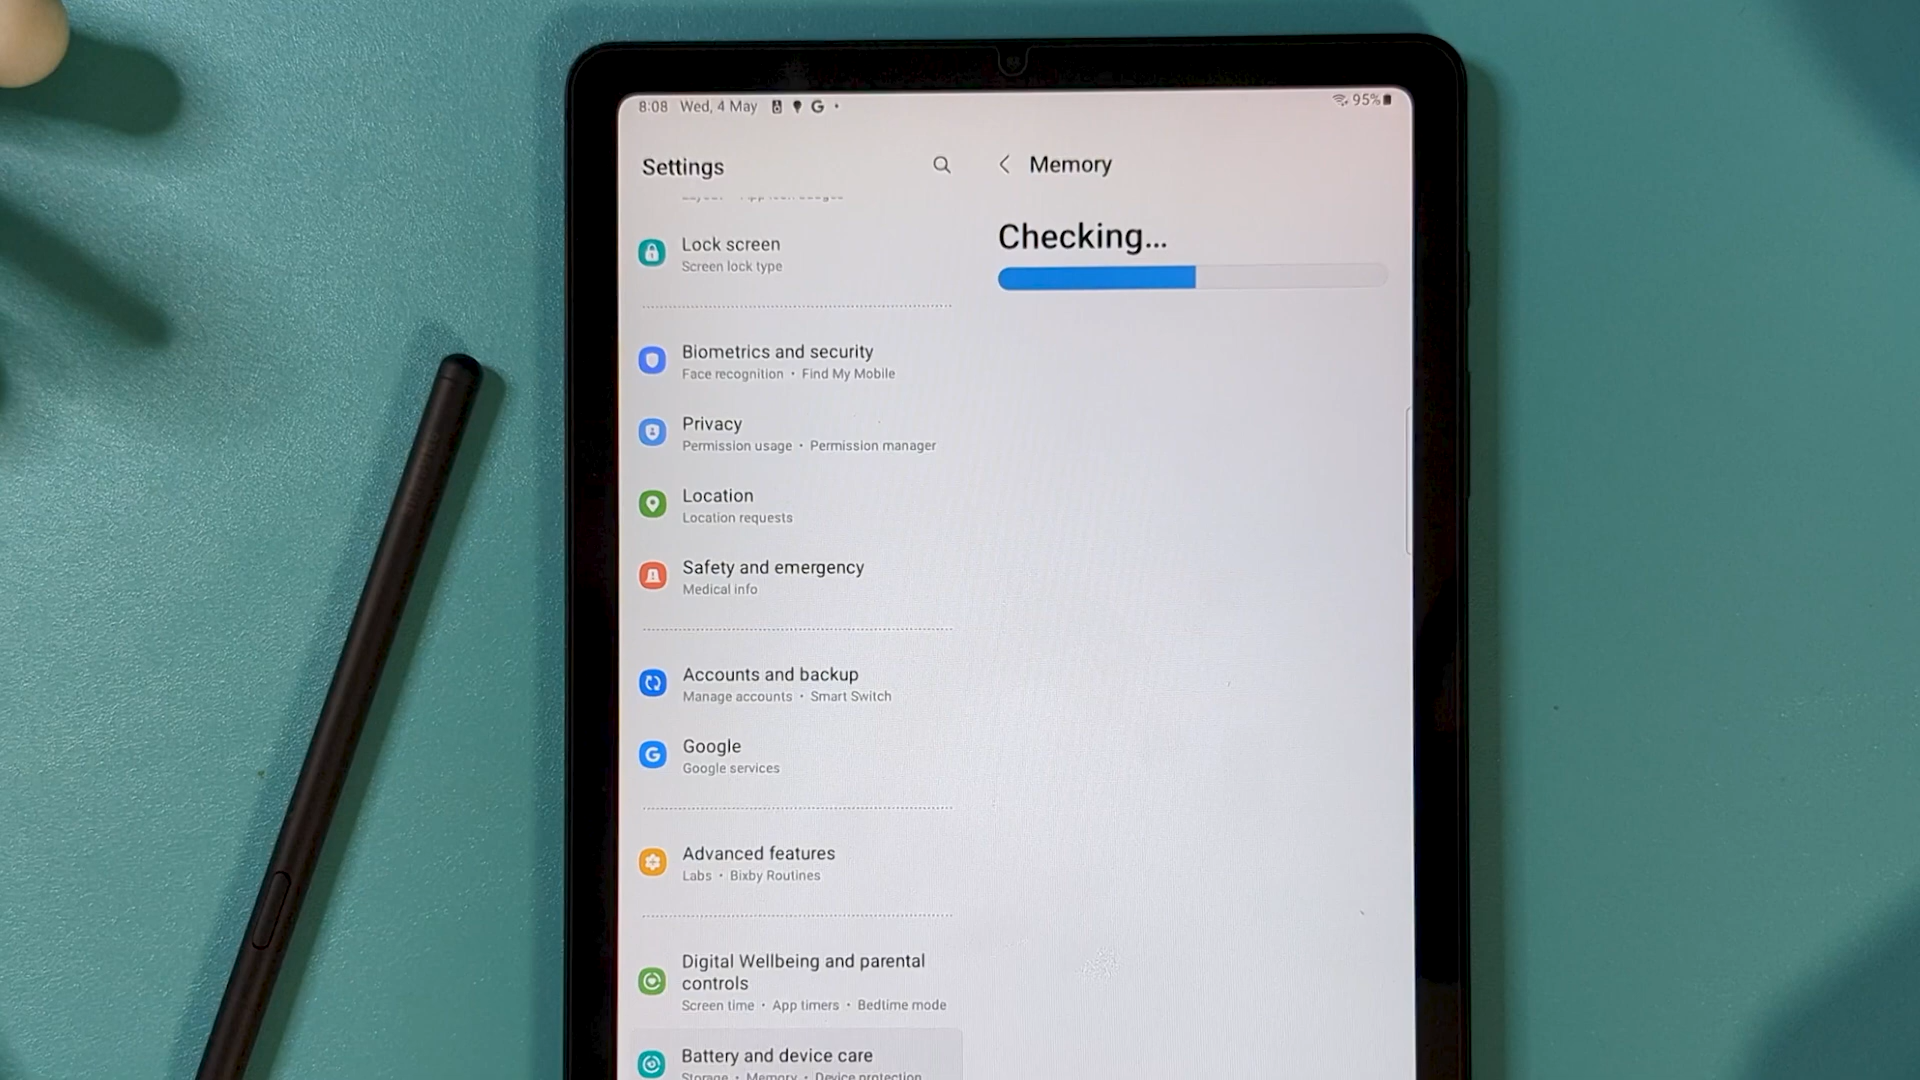 8:08 Wed, 4 May G
95%
Settings
Memory
Checking...
Lock screen
Screen lock type
Biometrics and security
Face recognition • Find My Mobile
Privacy
Permission usage • Permission manager
Location
Location requests
Safety and emergency
Medical info
Accounts and backup
Manage accounts • Smart Switch
Google
Google services
Advanced features
Labs • Bixby Routines
Digital Wellbeing and parental
controls
Screen time • App timers • Bedtime mode
Battery and device care
Storage • Memory • Device protection